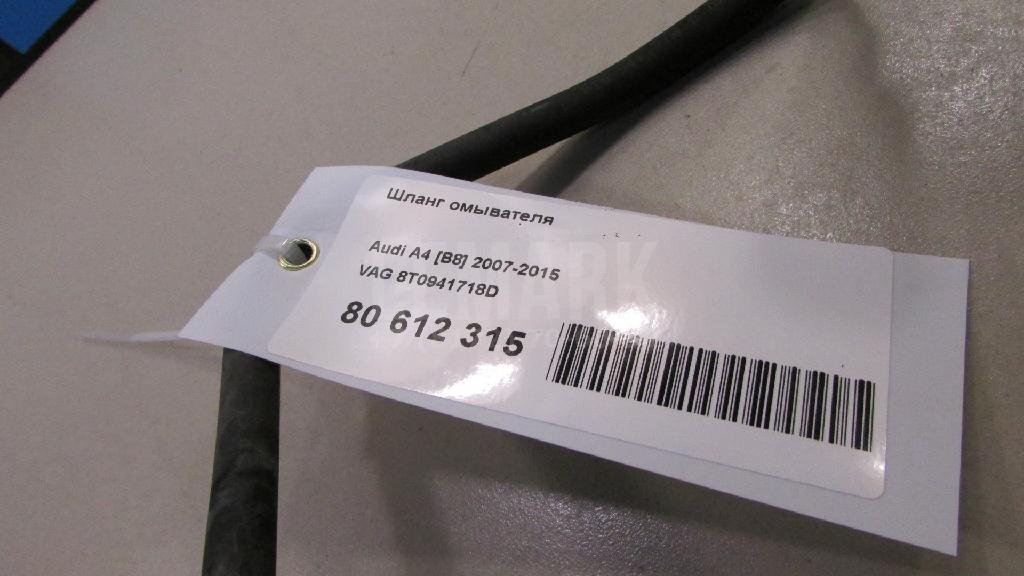 Шланг омывателя
Audi A4 [B8] 2007-2015
VAG 8T0941718D
80 612 315